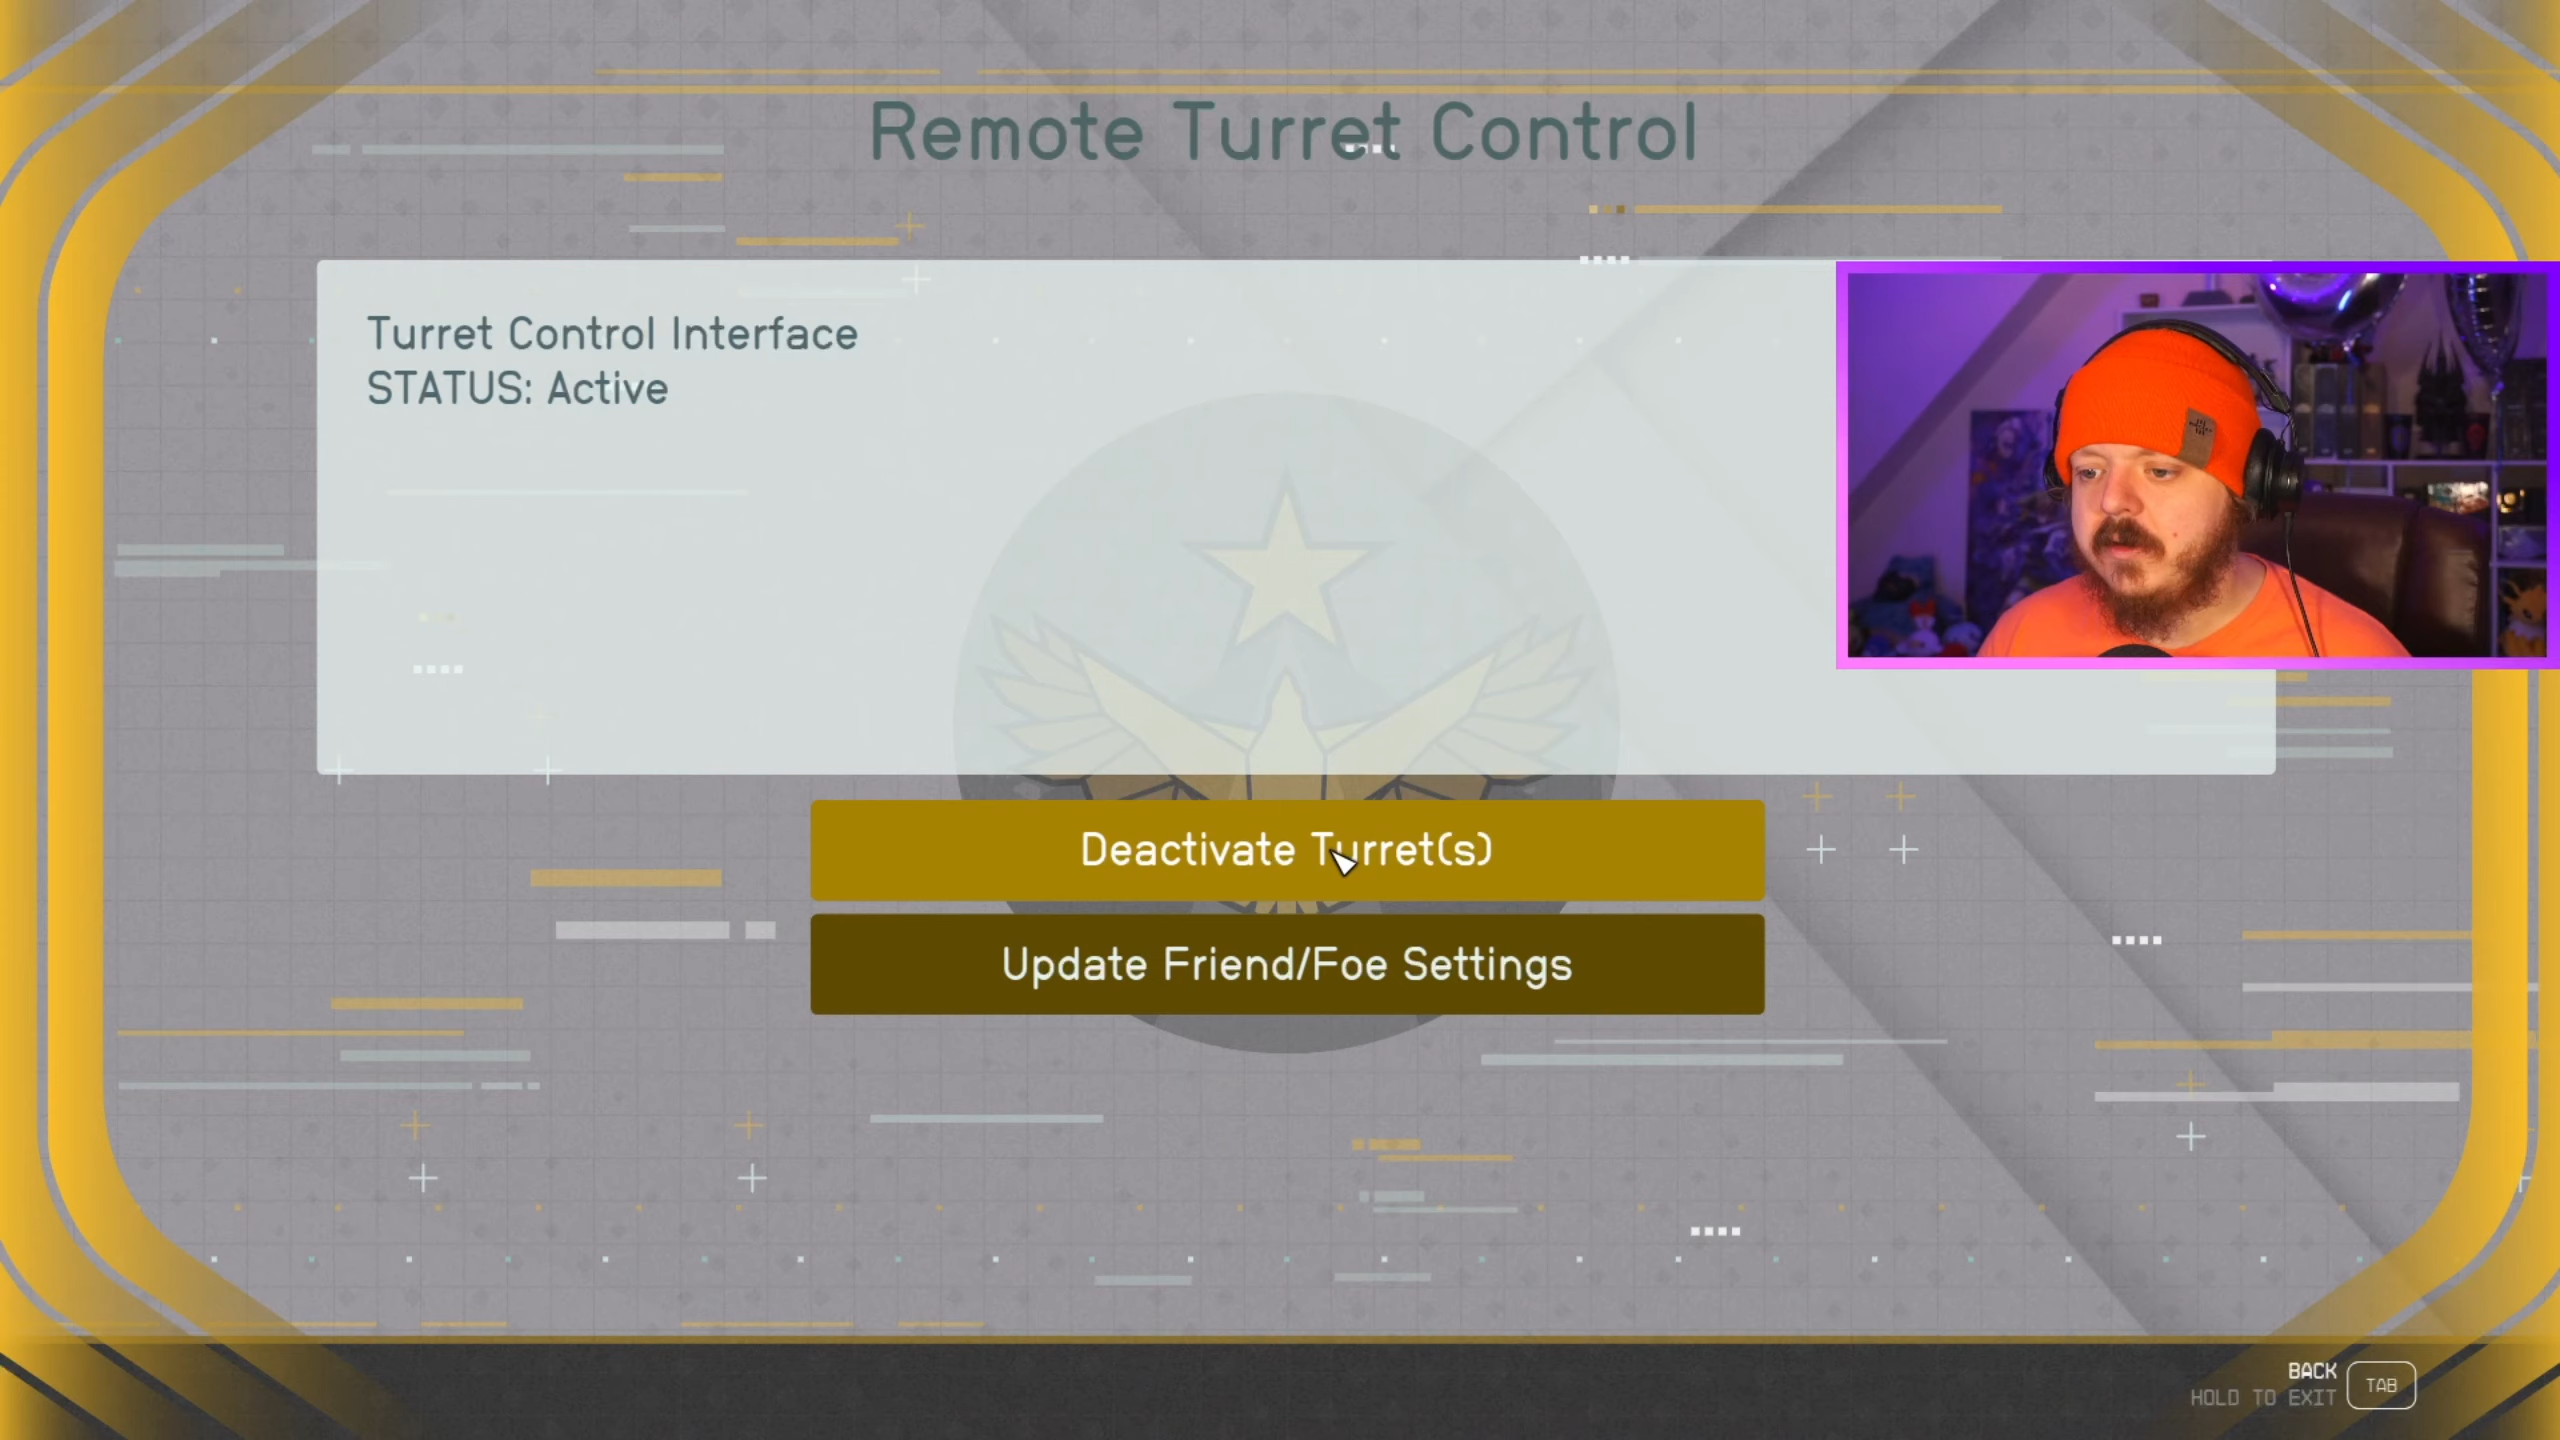 Remote Turret Control
Turret Control Interface
STATUS: Active
Deactivate Turret(s)
Update Friend/Foe Settings
BACK
TAB
HOLD TO EXIT